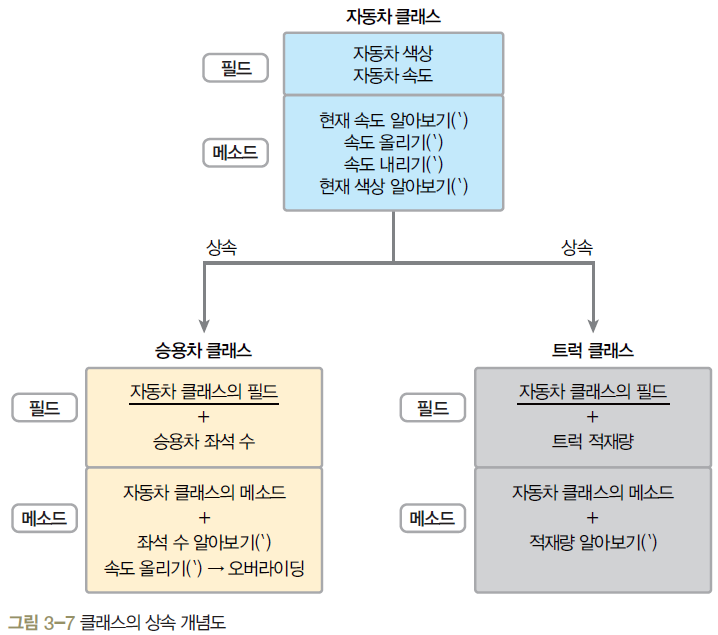 자동차 클래스
필드
자동차 색상
자동차 속도
메소드
현재 속도 알아보기(‵)
속도 올리기(‵)
속도 내리기(‵)
현재 색상 알아보기(‵)
상속
상속
승용차 클래스
필드
자동차 클래스의 필드
+
승용차 좌석 수
메소드
자동차 클래스의 메소드
+
좌석 수 알아보기(‵)
속도 올리기(‵) → 오버라이딩
트럭 클래스
필드
자동차 클래스의 필드
+
트럭 적재량
메소드
자동차 클래스의 메소드
+
적재량 알아보기(‵)
그림 3-7 클래스의 상속 개념도